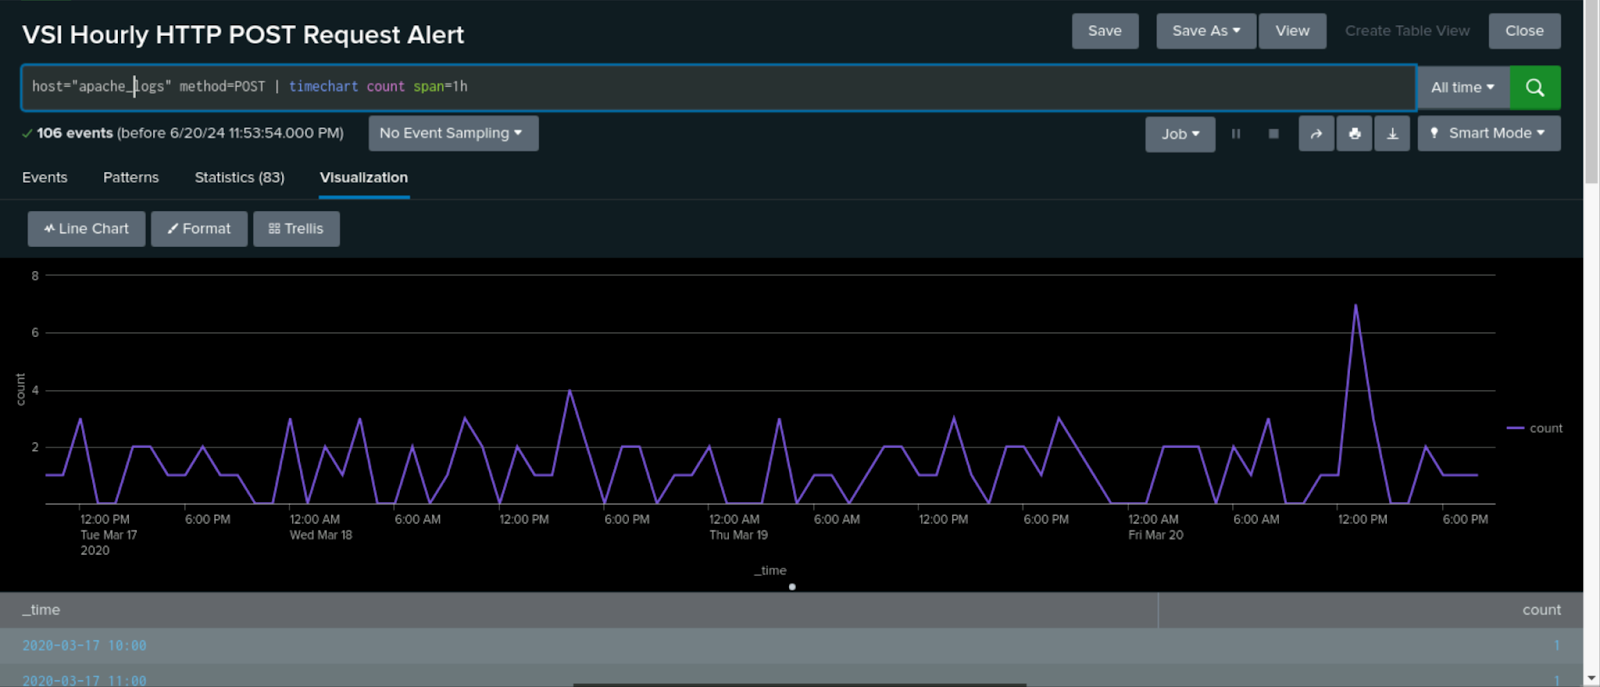 VSI Hourly HTTP POST Request Alert
Save
Save As
View
Create Table View
Close
host="apache_logs" method=POST | timechart count span=1h
All time
106 events (before 6/20/24 11:53:54.000 PM)
No Event Sampling
Job
Smart Mode
Events
Patterns
Statistics (83)
Visualization
Line Chart
Format
Trellis
8
6
4
2
count
count
12:00 PM
Tue Mar 17
2020
6:00 PM
12:00 AM
Wed Mar 18
6:00 AM
12:00 PM
6:00 PM
12:00 AM
Thu Mar 19
6:00 AM
12:00 PM
6:00 PM
12:00 AM
Fri Mar 20
6:00 AM
12:00 PM
6:00 PM
_time
_time count
2020-03-17 10:00 1
2020-03-17 11:00 1